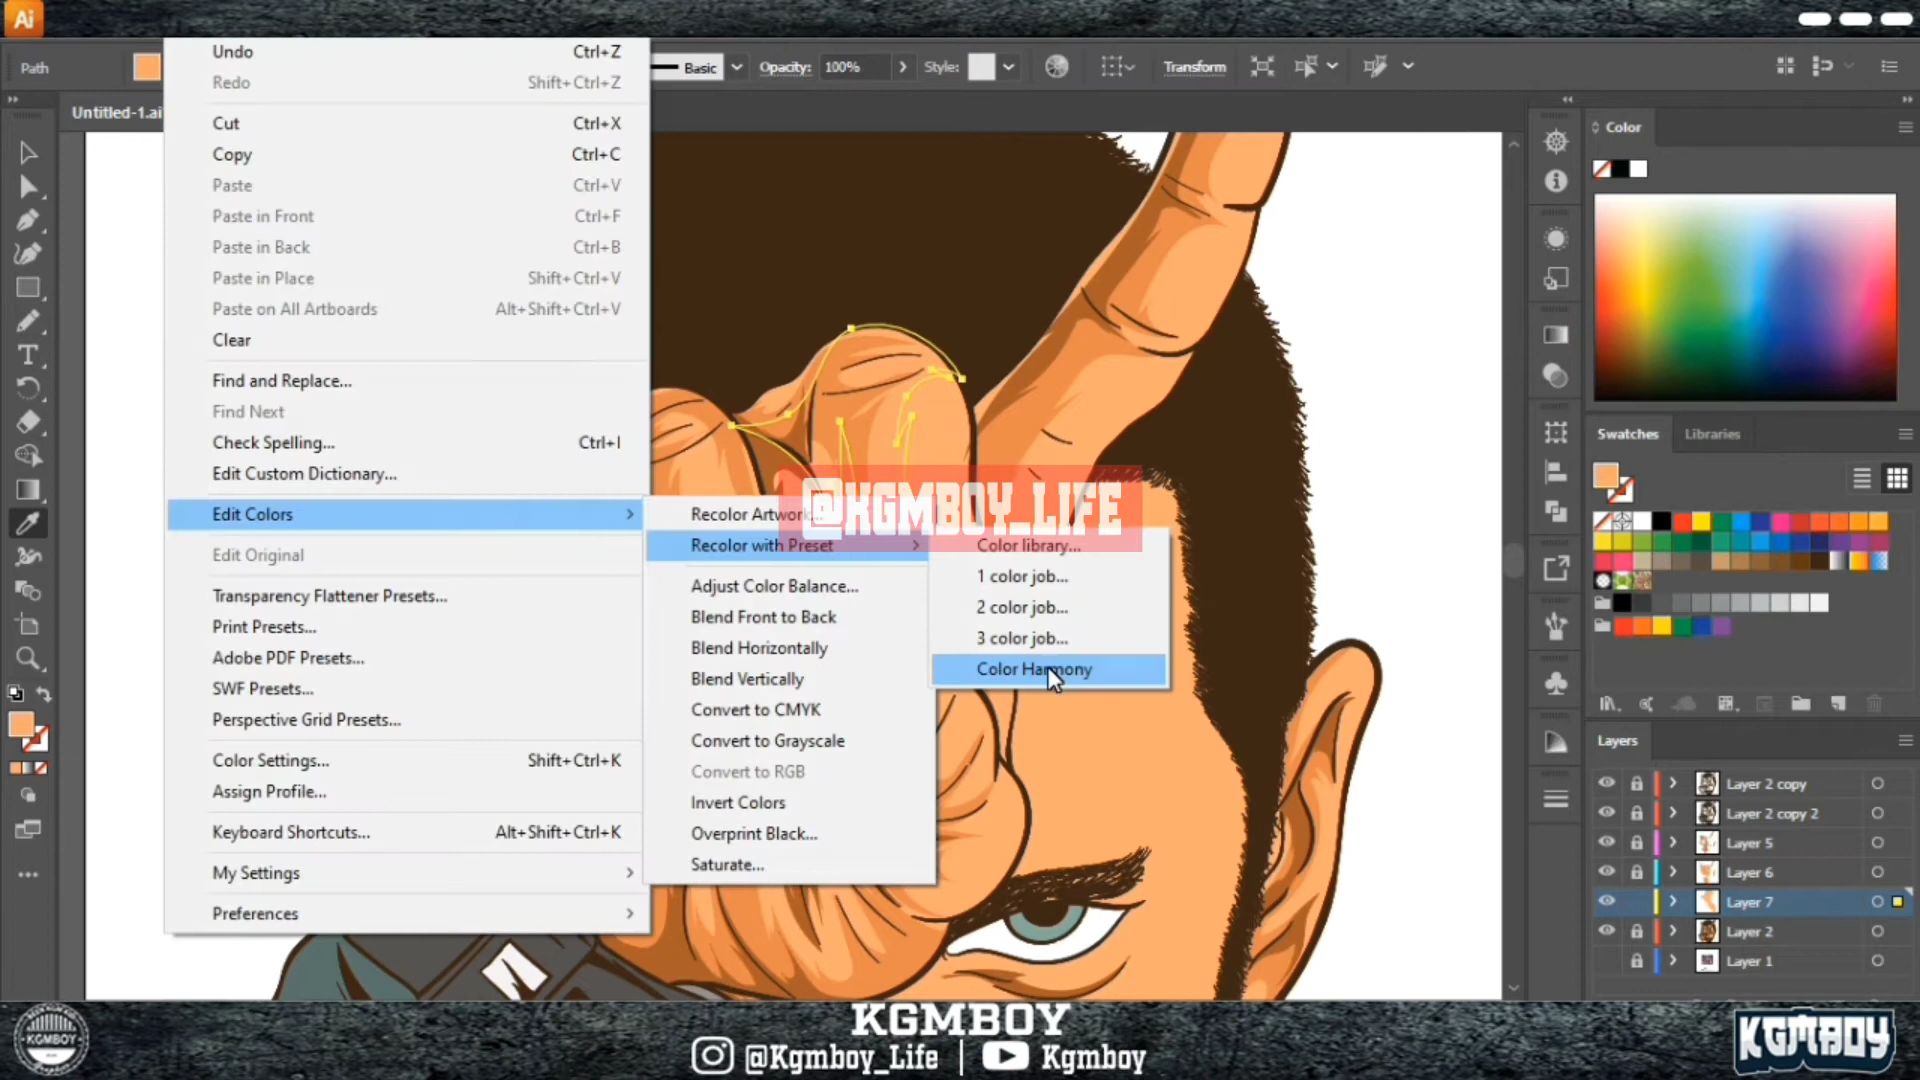 Ai
Path
Basic
Opacity:
100%
Style:
Transform
Untitled-1.ai
Undo Ctrl+Z
Redo Shift+Ctrl+Z
Cut Ctrl+X
Copy Ctrl+C
Paste Ctrl+V
Paste in Front Ctrl+F
Paste in Back Ctrl+B
Paste in Place Shift+Ctrl+V
Paste on All Artboards Alt+Shift+Ctrl+V
Clear
Find and Replace...
Find Next
Check Spelling... Ctrl+I
Edit Custom Dictionary...
Edit Colors
Edit Original
Transparency Flattener Presets...
Print Presets...
Adobe PDF Presets...
SWF Presets...
Perspective Grid Presets...
Color Settings... Shift+Ctrl+K
Assign Profile...
Keyboard Shortcuts... Alt+Shift+Ctrl+K
My Settings
Preferences
Recolor Artwork...
Recolor with Preset
Adjust Color Balance...
Blend Front to Back
Blend Horizontally
Blend Vertically
Convert to CMYK
Convert to Grayscale
Convert to RGB
Invert Colors
Overprint Black...
Saturate...
@KGMBOY_LIFE
Color library...
1 color job...
2 color job...
3 color job...
Color Harmony
Color
Swatches
Libraries
Layers
Layer 2 copy
Layer 2 copy 2
Layer 5
Layer 6
Layer 7
Layer 2
Layer 1
KGMBOY
KGMBOY
@Kgmboy_Life | Kgmboy
KGMBOY